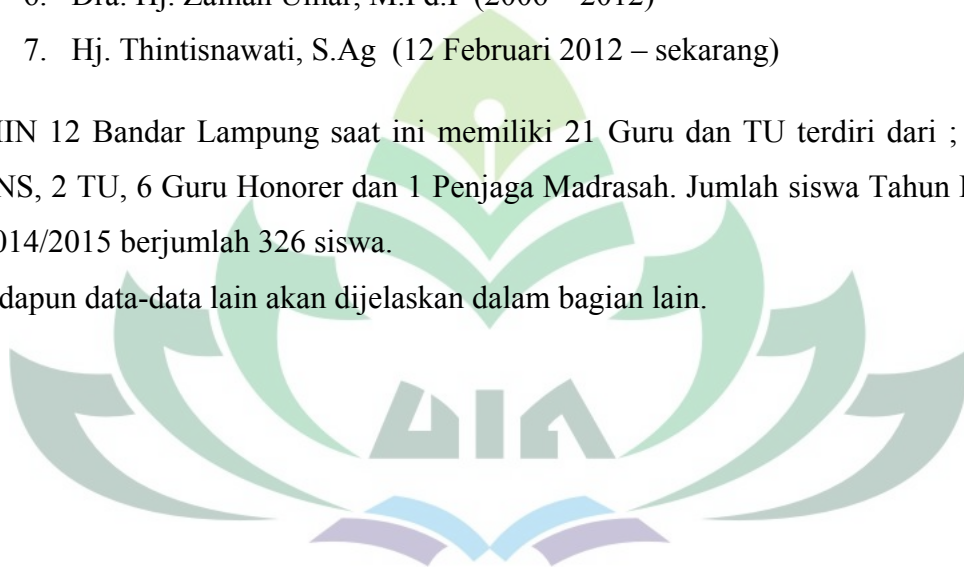 6. Dra. Hj. Umar, M.Pd.I (2006 – 2012)
7. Hj. Thintisnawati, S.Ag (12 Februari 2012 – sekarang)
IIN 12 Bandar Lampung saat ini memiliki 21 Guru dan TU terdiri dari ;
NS, 2 TU, 6 Guru Honorer dan 1 Penjaga Madrasah. Jumlah siswa Tahun
014/2015 berjumlah 326 siswa.
dapun data-data lain akan dijelaskan dalam bagian lain.